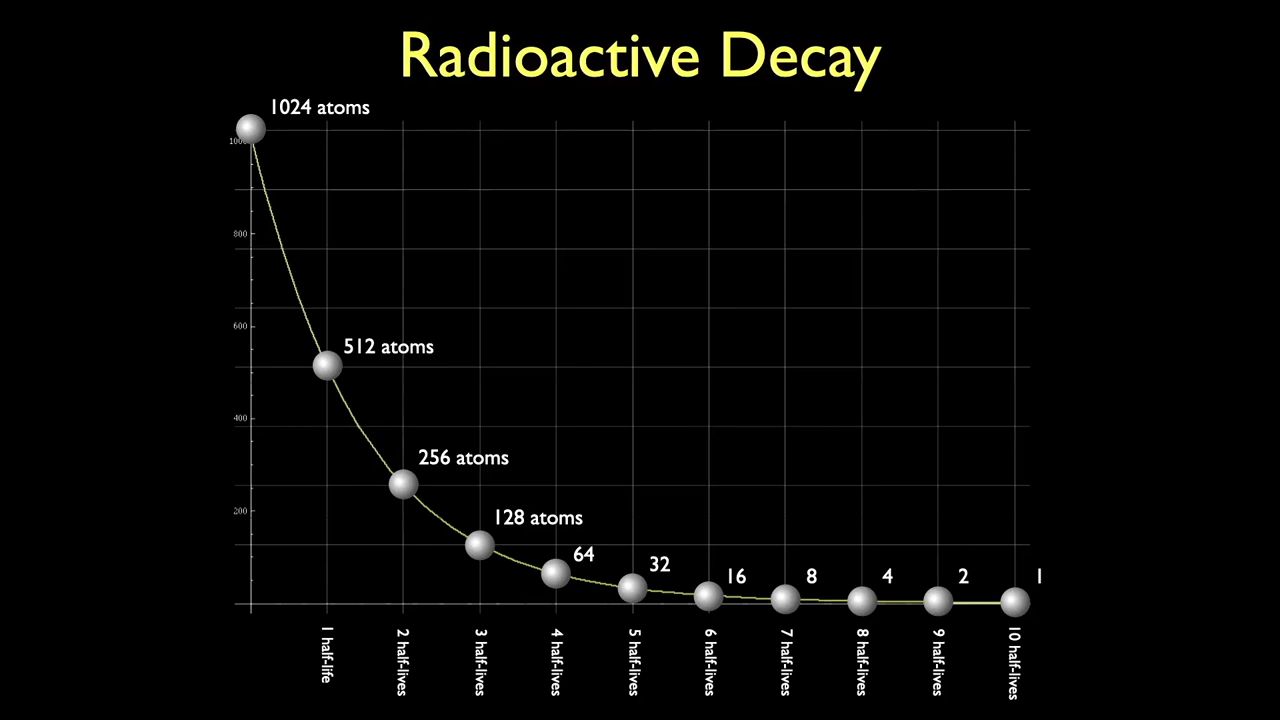 Radioactive Decay
1024 atoms
1000
800
600
512 atoms
400
256 atoms
200
128 atoms
64
32
16
8
4
2
1
1 half-life
2 half-lives
3 half-lives
4 half-lives
5 half-lives
6 half-lives
7 half-lives
8 half-lives
9 half-lives
10 half-lives